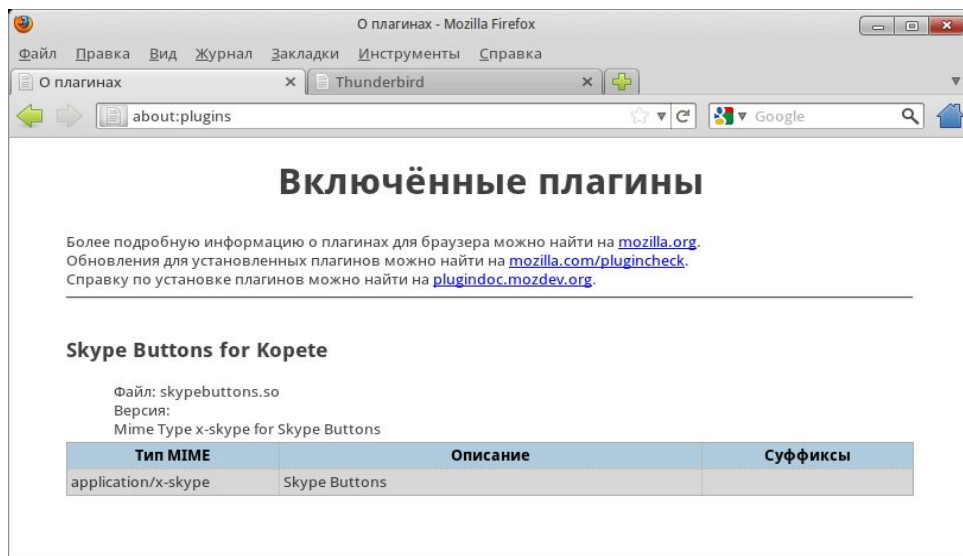 О плагинах - Mozilla Firefox
Файл Правка Вид Журнал Закладки Инструменты Справка
О плагинах Thunderbird
about:plugins Google
Включённые плагины
Более подробную информацию о плагинах для браузера можно найти на mozilla.org.
Обновления для установленных плагинов можно найти на mozilla.com/plugincheck.
Справку по установке плагинов можно найти на plugindoc.mozdev.org.
Skype Buttons for Kopete
Файл: skypebuttons.so
Версия:
Mime Type x-skype for Skype Buttons
Тип MIME Описание Суффиксы
application/x-skype Skype Buttons